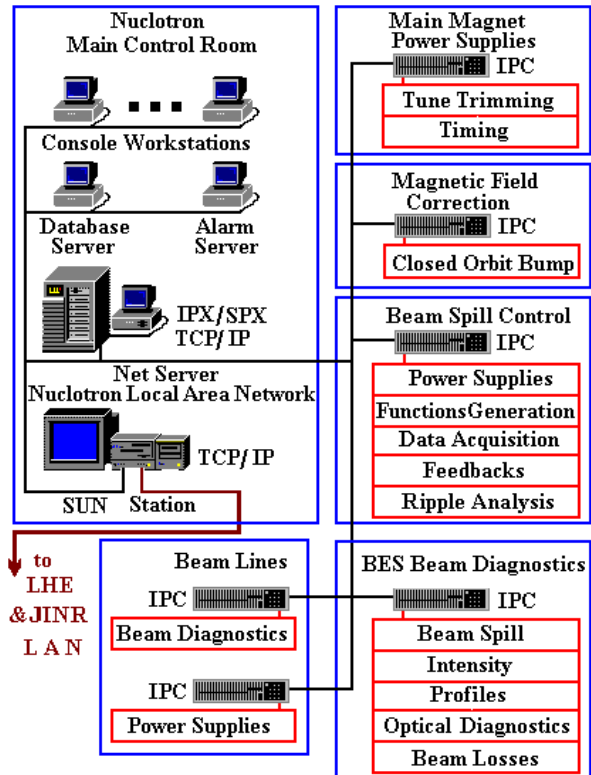 Nuclotron
Main Control Room
Console Workstations
Database
Server
Alarm
Server
IPX/SPX
TCP/IP
Net Server
Nuclotron Local Area Network
TCP/IP
SUN Station
to
LHE
&JINR
LAN
Main Magnet
Power Supplies
IPC
Tune Trimming
Timing
Magnetic Field
Correction
IPC
Closed Orbit Bump
Beam Spill Control
IPC
Power Supplies
FunctionsGeneration
Data Acquisition
Feedbacks
Ripple Analysis
Beam Lines
IPC
Beam Diagnostics
IPC
Power Supplies
BES Beam Diagnostics
IPC
Beam Spill
Intensity
Profiles
Optical Diagnostics
Beam Losses